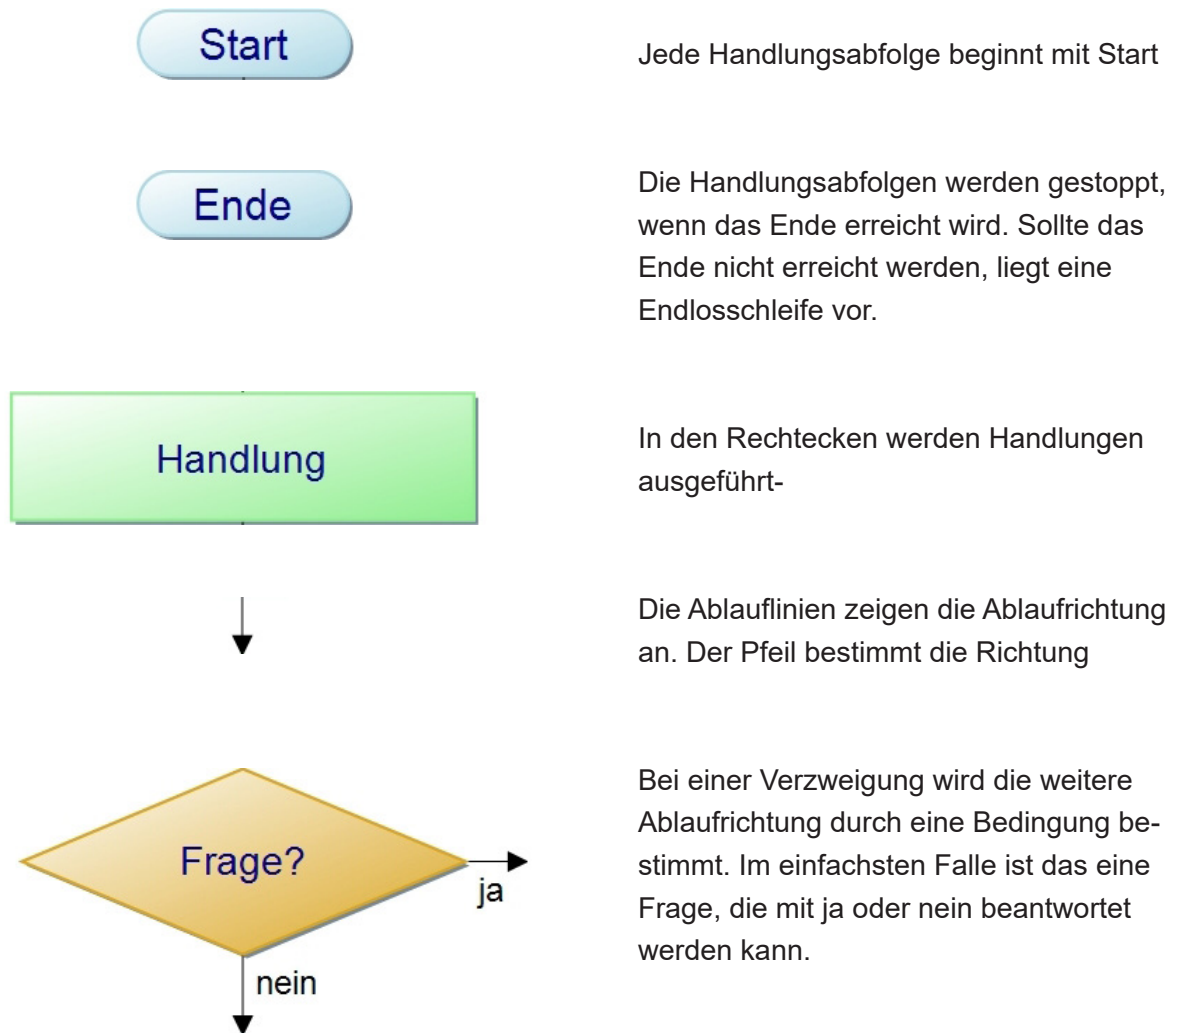 Start
Jede Handlungsabfolge beginnt mit Start
Ende
Die Handlungsabfolgen werden gestoppt,
wenn das Ende erreicht wird. Sollte das
Ende nicht erreicht werden, liegt eine
Endlosschleife vor.
Handlung
In den Rechtecken werden Handlungen
ausgeführt-
Die Ablauflinien zeigen die Ablaufrichtung
an. Der Pfeil bestimmt die Richtung
Frage?
ja
nein
Bei einer Verzweigung wird die weitere
Ablaufrichtung durch eine Bedingung be-
stimmt. Im einfachsten Falle ist das eine
Frage, die mit ja oder nein beantwortet
werden kann.